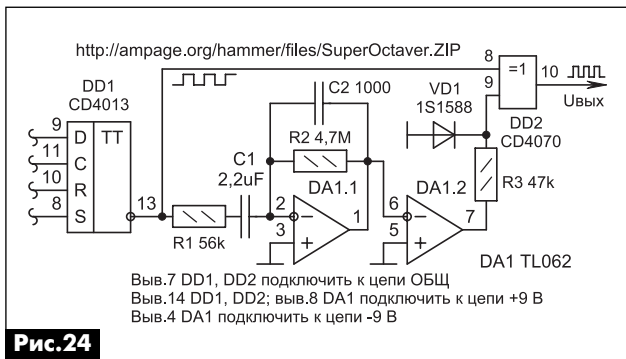 http://ampage.org/hammer/files/SuperOctaver.ZIP
DD1
CD4013
9 D TT
11 C
10 R
8 S
13
R1 56k
C1
2,2uF
C2 1000
R2 4,7M
DA1.1
2
3
1
DA1.2
6
5
7
VD1
1S1588
8
9
=1
10
Uвых
DD2
CD4070
R3 47k
DA1 TL062
Выв.7 DD1, DD2 подключить к цепи ОБЩ
Выв.14 DD1, DD2; выв.8 DA1 подключить к цепи +9 В
Выв.4 DA1 подключить к цепи -9 В
Рис.24